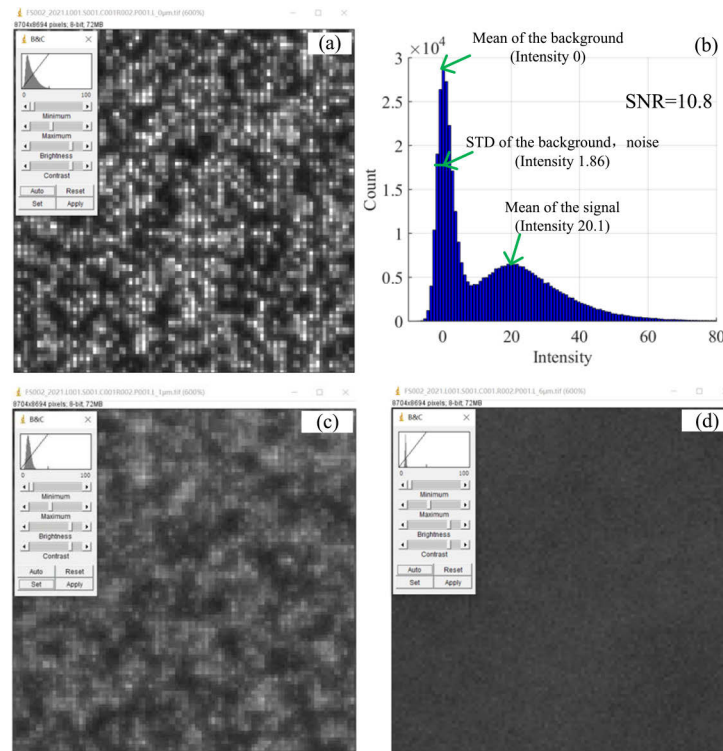 FS002_2021.L001.S001.C001R002.P001.L_0μm.tif (600%)
8704x8694 pixels; 8-bit; 72MB
(a)
B&C
0 100
Minimum
Maximum
Brightness
Contrast
Auto Reset
Set Apply
(b)
×10⁴
3
2.5
2
1.5
1
0.5
0
Count
Mean of the background
(Intensity 0)
SNR=10.8
STD of the background, noise
(Intensity 1.86)
Mean of the signal
(Intensity 20.1)
0 20 40 60 80
Intensity
FS002_2021.L001.S001.C001R002.P001.L_1μm.tif (600%)
8704x8694 pixels; 8-bit; 72MB
(c)
B&C
0 100
Minimum
Maximum
Brightness
Contrast
Auto Reset
Set Apply
FS002_2021.L001.S001.C001.R002.P001.L_6μm.tif (600%)
8704x8694 pixels; 8-bit; 72MB
(d)
B&C
0 100
Minimum
Maximum
Brightness
Contrast
Auto Reset
Set Apply